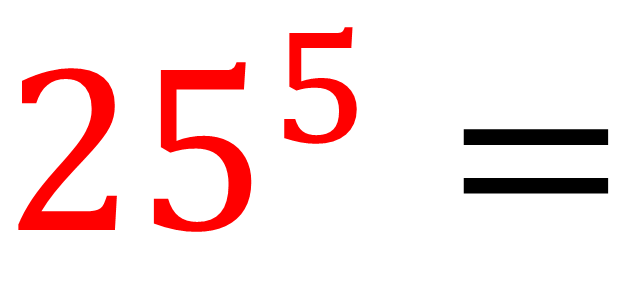 25⁵ =